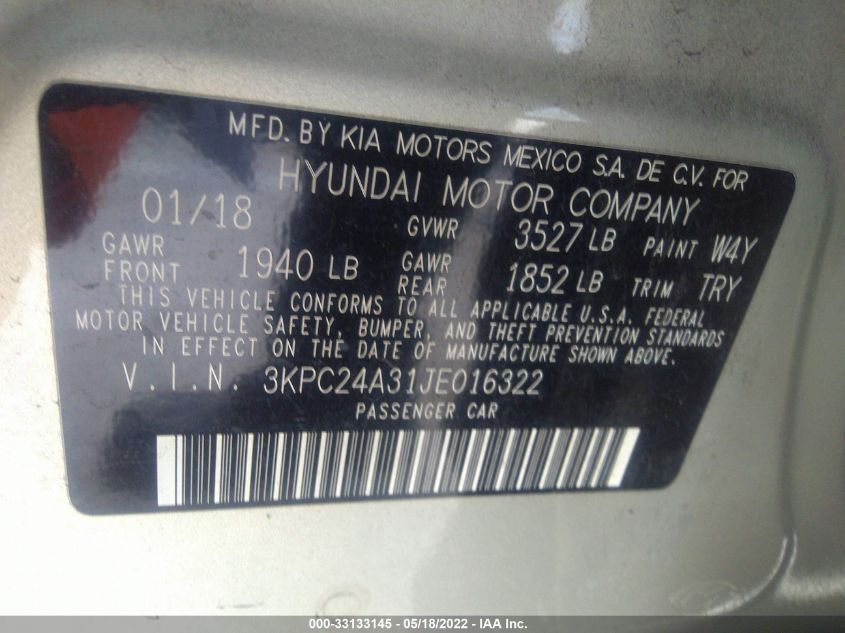 MFD. BY KIA MOTORS MEXICO S.A. DE C.V. FOR
HYUNDAI MOTOR COMPANY
01/18 GVWR 3527 LB PAINT W4Y
GAWR FRONT 1940 LB GAWR REAR 1852 LB TRIM TRY
THIS VEHICLE CONFORMS TO ALL APPLICABLE U.S.A. FEDERAL
MOTOR VEHICLE SAFETY, BUMPER, AND THEFT PREVENTION STANDARDS
IN EFFECT ON THE DATE OF MANUFACTURE SHOWN ABOVE.
V.I.N. 3KPC24A31JE016322
PASSENGER CAR
000-33133145 - 05/18/2022 - IAA Inc.